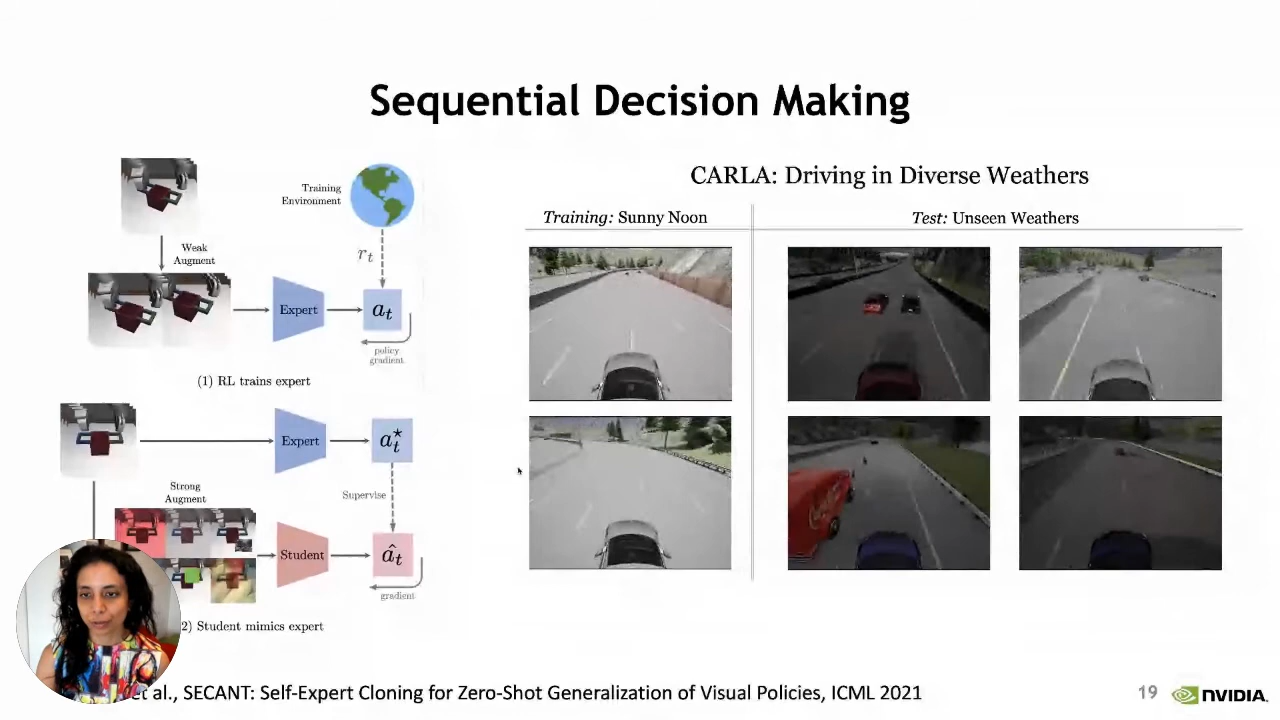 Sequential Decision Making
Training
Environment
Weak
Augment
r_t
Expert
a_t
policy
gradient
(1) RL trains expert
Expert
a_t^⋆
Strong
Augment
Supervise
Student
â_t
gradient
2) Student mimics expert
CARLA: Driving in Diverse Weathers
Training: Sunny Noon
Test: Unseen Weathers
et al., SECANT: Self-Expert Cloning for Zero-Shot Generalization of Visual Policies, ICML 2021
19
NVIDIA.